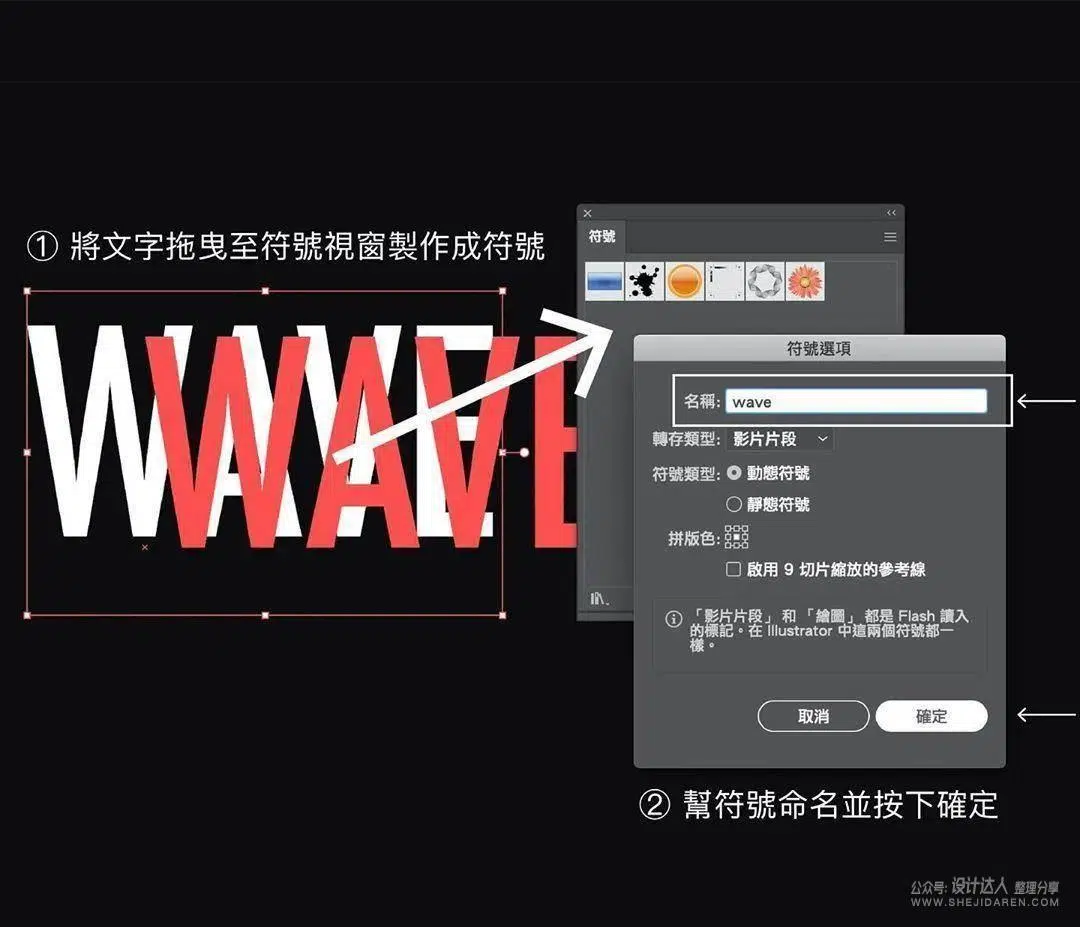 ① 將文字拖曳至符號視窗製作成符號
WAVE
WAVE
符號
符號選項
名稱: wave
轉存類型: 影片片段
符號類型: 動態符號
靜態符號
拼版色:
啟用 9 切片縮放的參考線
「影片片段」和「繪圖」都是 Flash 讀入
的標記。在 Illustrator 中這兩個符號都一
樣。
取消
確定
② 幫符號命名並按下確定
公众号: 设计达人 整理分享
WWW.SHEJIDAREN.COM